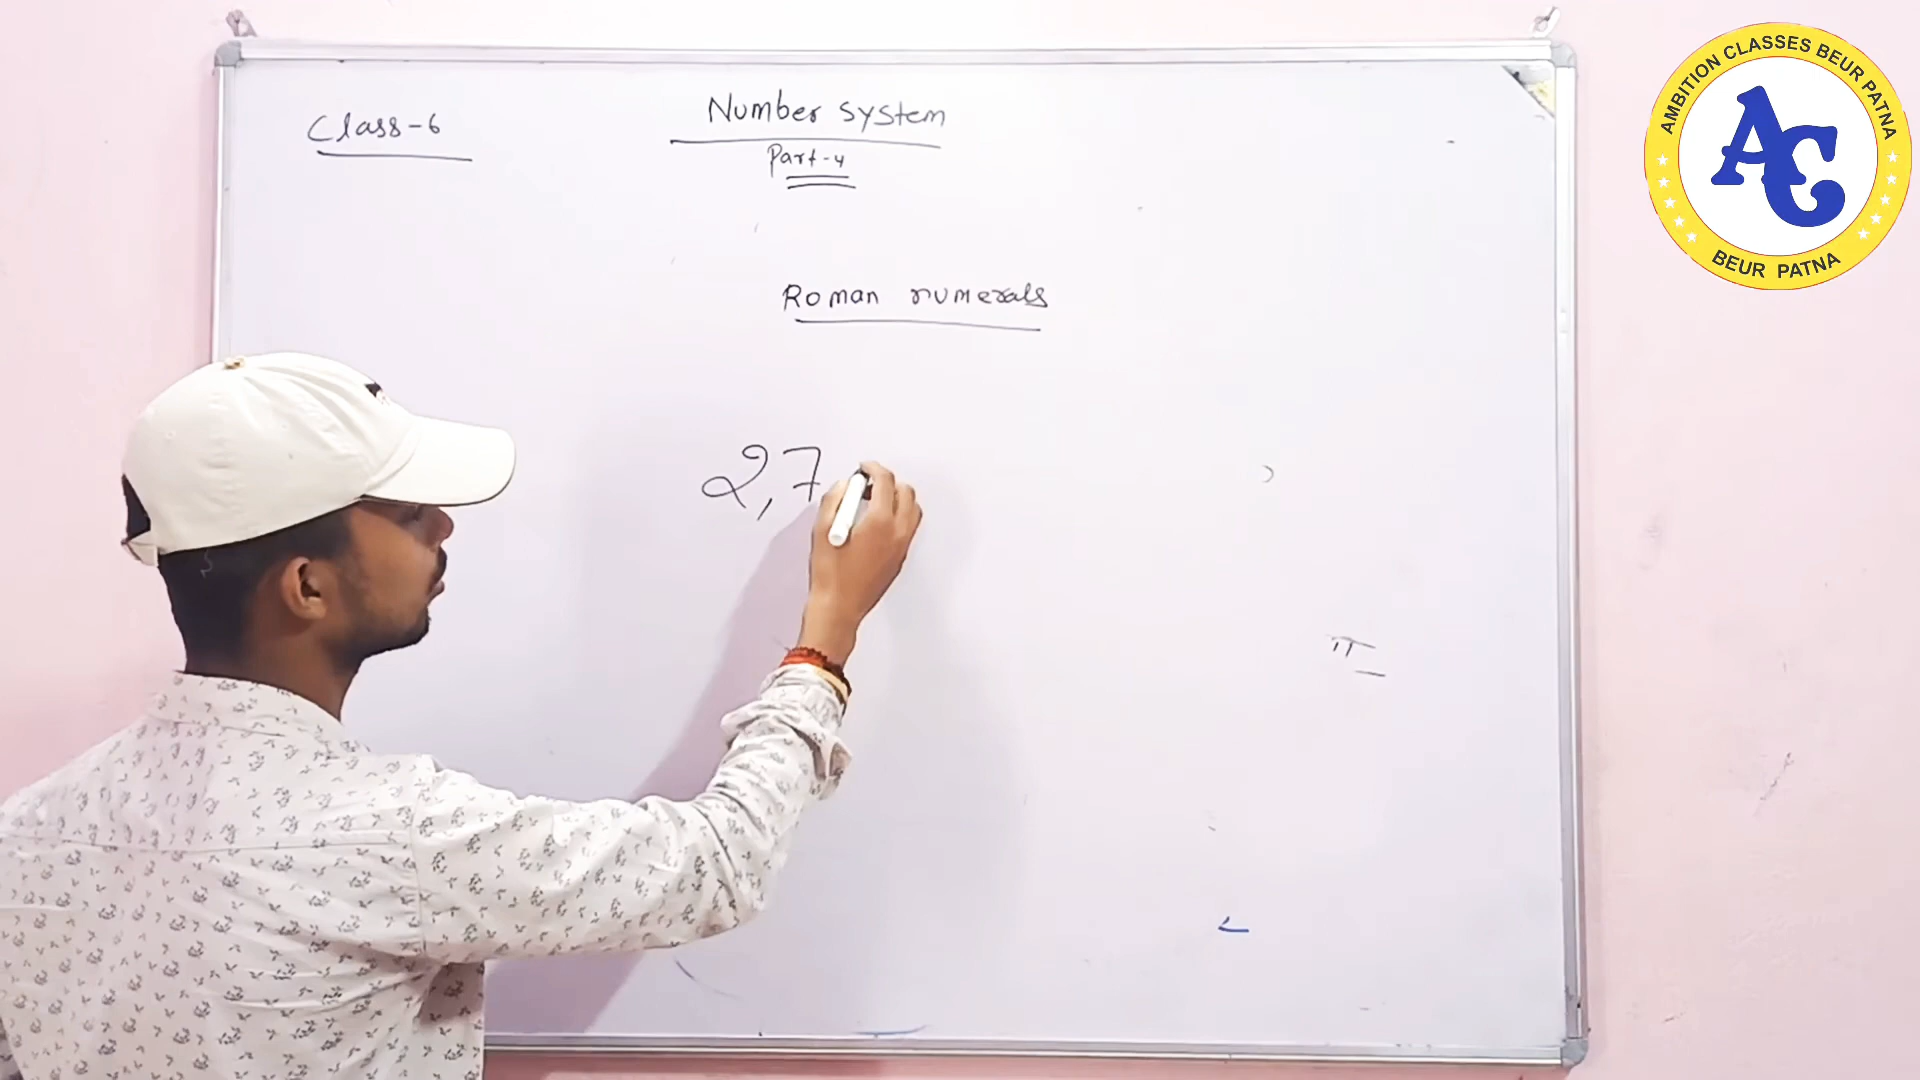 Class-6
Number system
Part-4
Roman numerals
2,7
AMBITION CLASSES BEUR PATNA
AC
BEUR PATNA